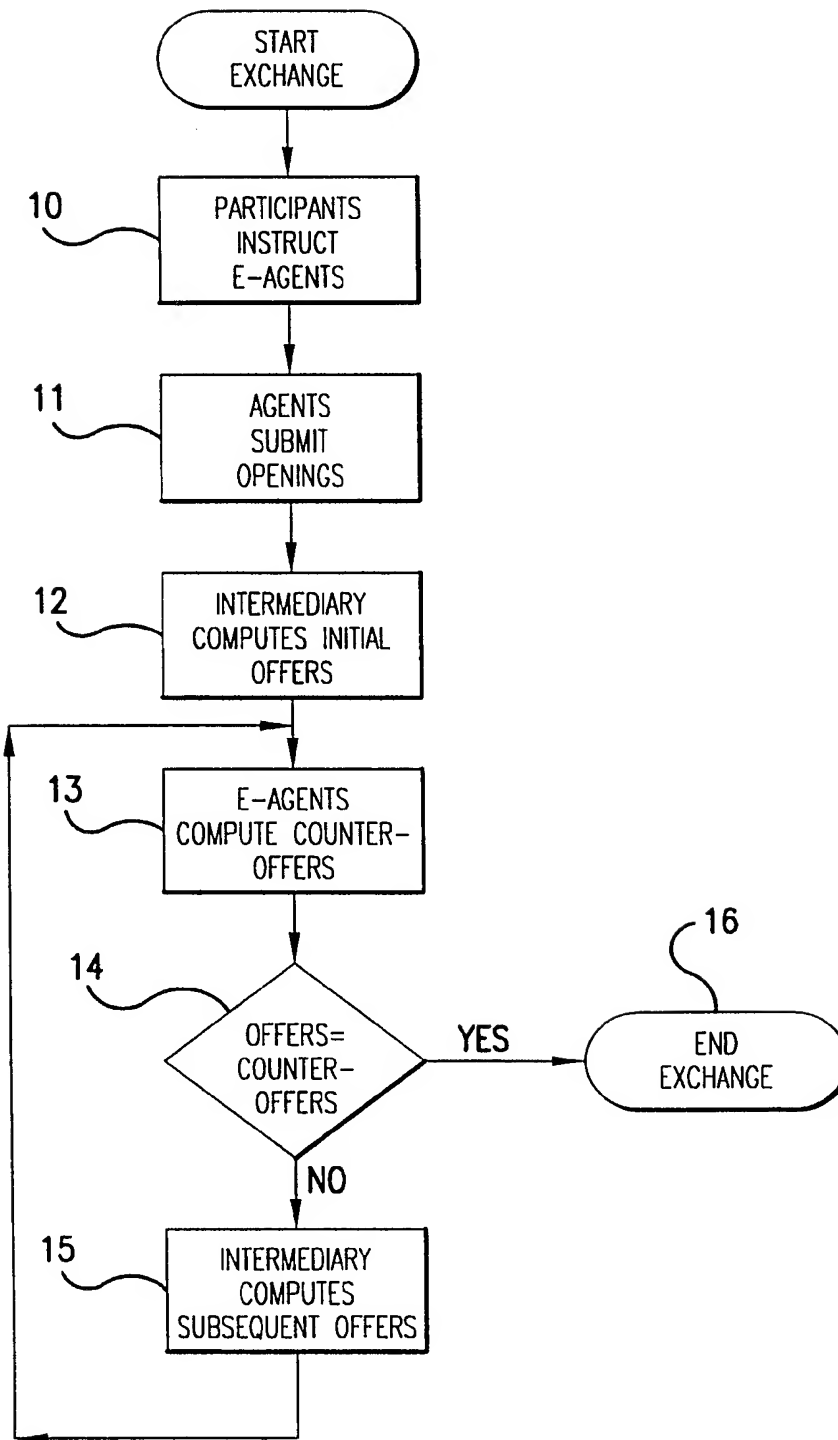 START
EXCHANGE
10
PARTICIPANTS
INSTRUCT
E-AGENTS
11
AGENTS
SUBMIT
OPENINGS
12
INTERMEDIARY
COMPUTES INITIAL
OFFERS
13
E-AGENTS
COMPUTE COUNTER-
OFFERS
14
OFFERS=
COUNTER-
OFFERS
YES
16
END
EXCHANGE
NO
15
INTERMEDIARY
COMPUTES
SUBSEQUENT OFFERS